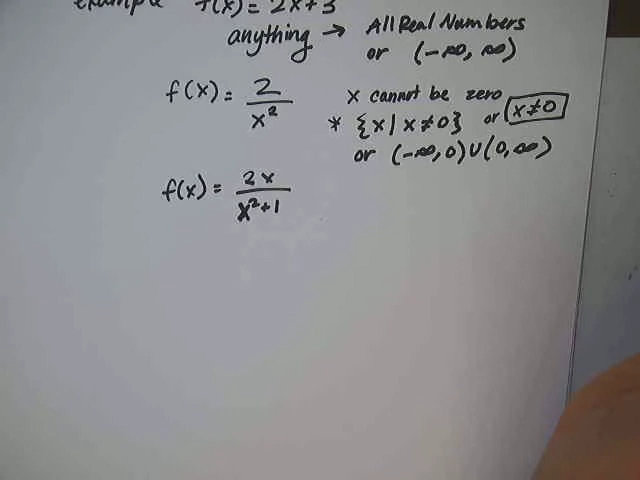 example f(x) = 2x+3
anything → All Real Numbers
or (-∞, ∞)
f(x) = 2/x² x cannot be zero
* {x | x ≠ 0} or x ≠ 0
or (-∞, 0) ∪ (0, ∞)
f(x) = 2x/x²+1